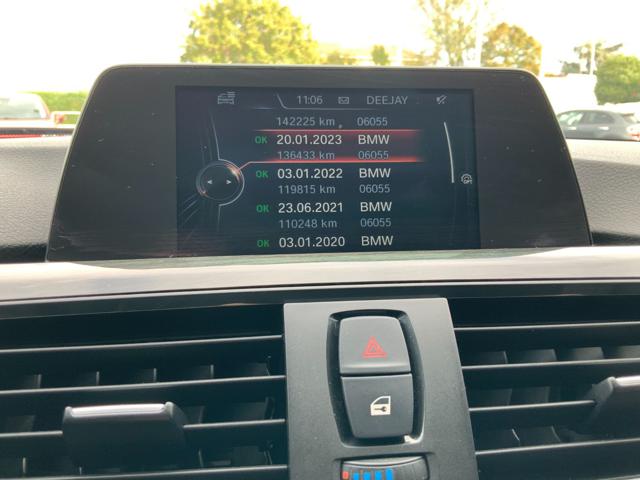 11:06 DEEJAY
142225 km 06055
OK 20.01.2023 BMW
136433 km 06055
OK 03.01.2022 BMW
119815 km 06055
OK 23.06.2021 BMW
110248 km 06055
OK 03.01.2020 BMW